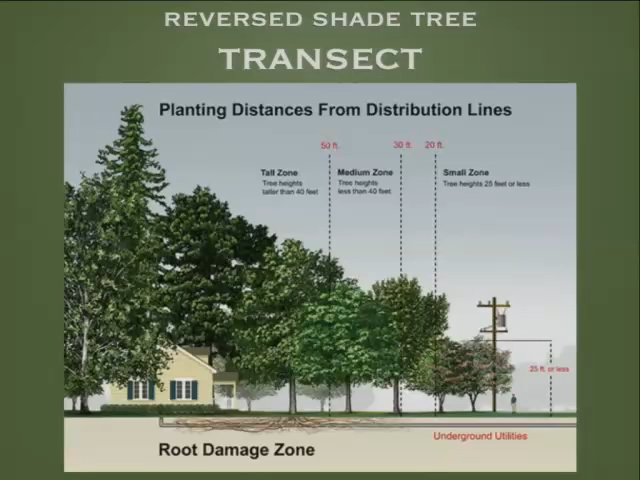 REVERSED SHADE TREE
TRANSECT
Planting Distances From Distribution Lines
50 ft. 30 ft. 20 ft.
Tall Zone
Tree heights
taller than 40 feet
Medium Zone
Tree heights
less than 40 feet
Small Zone
Tree heights 25 feet or less
25 ft. or less
Underground Utilities
Root Damage Zone